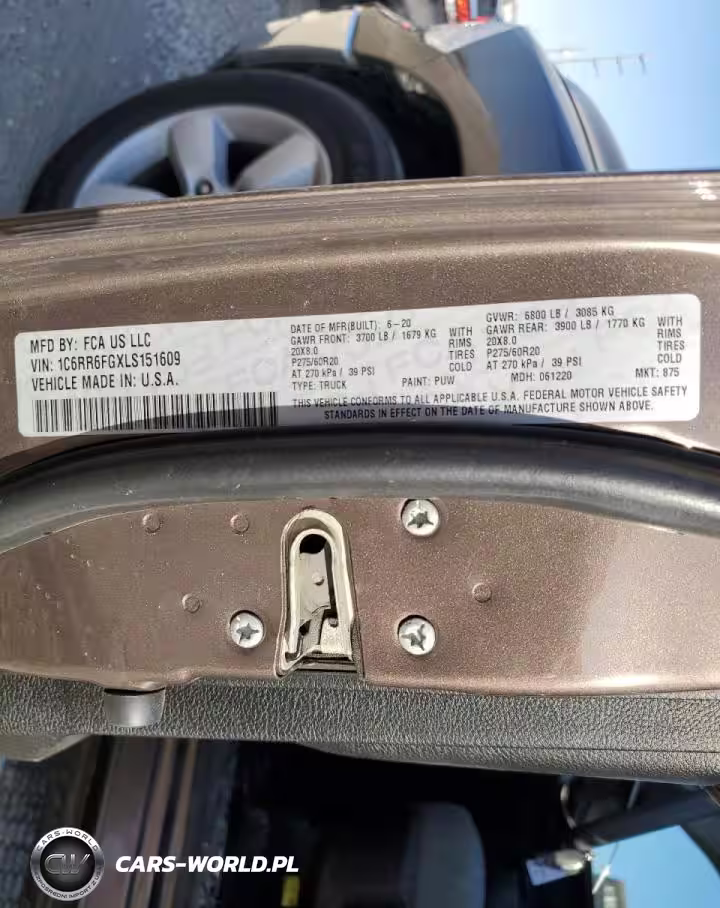 MFD BY: FCA US LLC
VIN: 1C6RR6FGXLS151609
VEHICLE MADE IN U.S.A.
DATE OF MFR(BUILT): 6-20
GAWR FRONT: 3700 LB / 1679 KG WITH
20X8.0 RIMS
P275/60R20 TIRES
AT 270 kPa / 39 PSI COLD
TYPE: TRUCK PAINT: PUW
GVWR: 6800 LB / 3085 KG
GAWR REAR: 3900 LB / 1770 KG WITH
20X8.0 RIMS
P275/60R20 TIRES
AT 270 kPa / 39 PSI COLD
MDH: 061220 MKT: 875
THIS VEHICLE CONFORMS TO ALL APPLICABLE U.S.A. FEDERAL MOTOR VEHICLE SAFETY
STANDARDS IN EFFECT ON THE DATE OF MANUFACTURE SHOWN ABOVE.
CARS-WORLD
CW
CARS-WORLD.PL